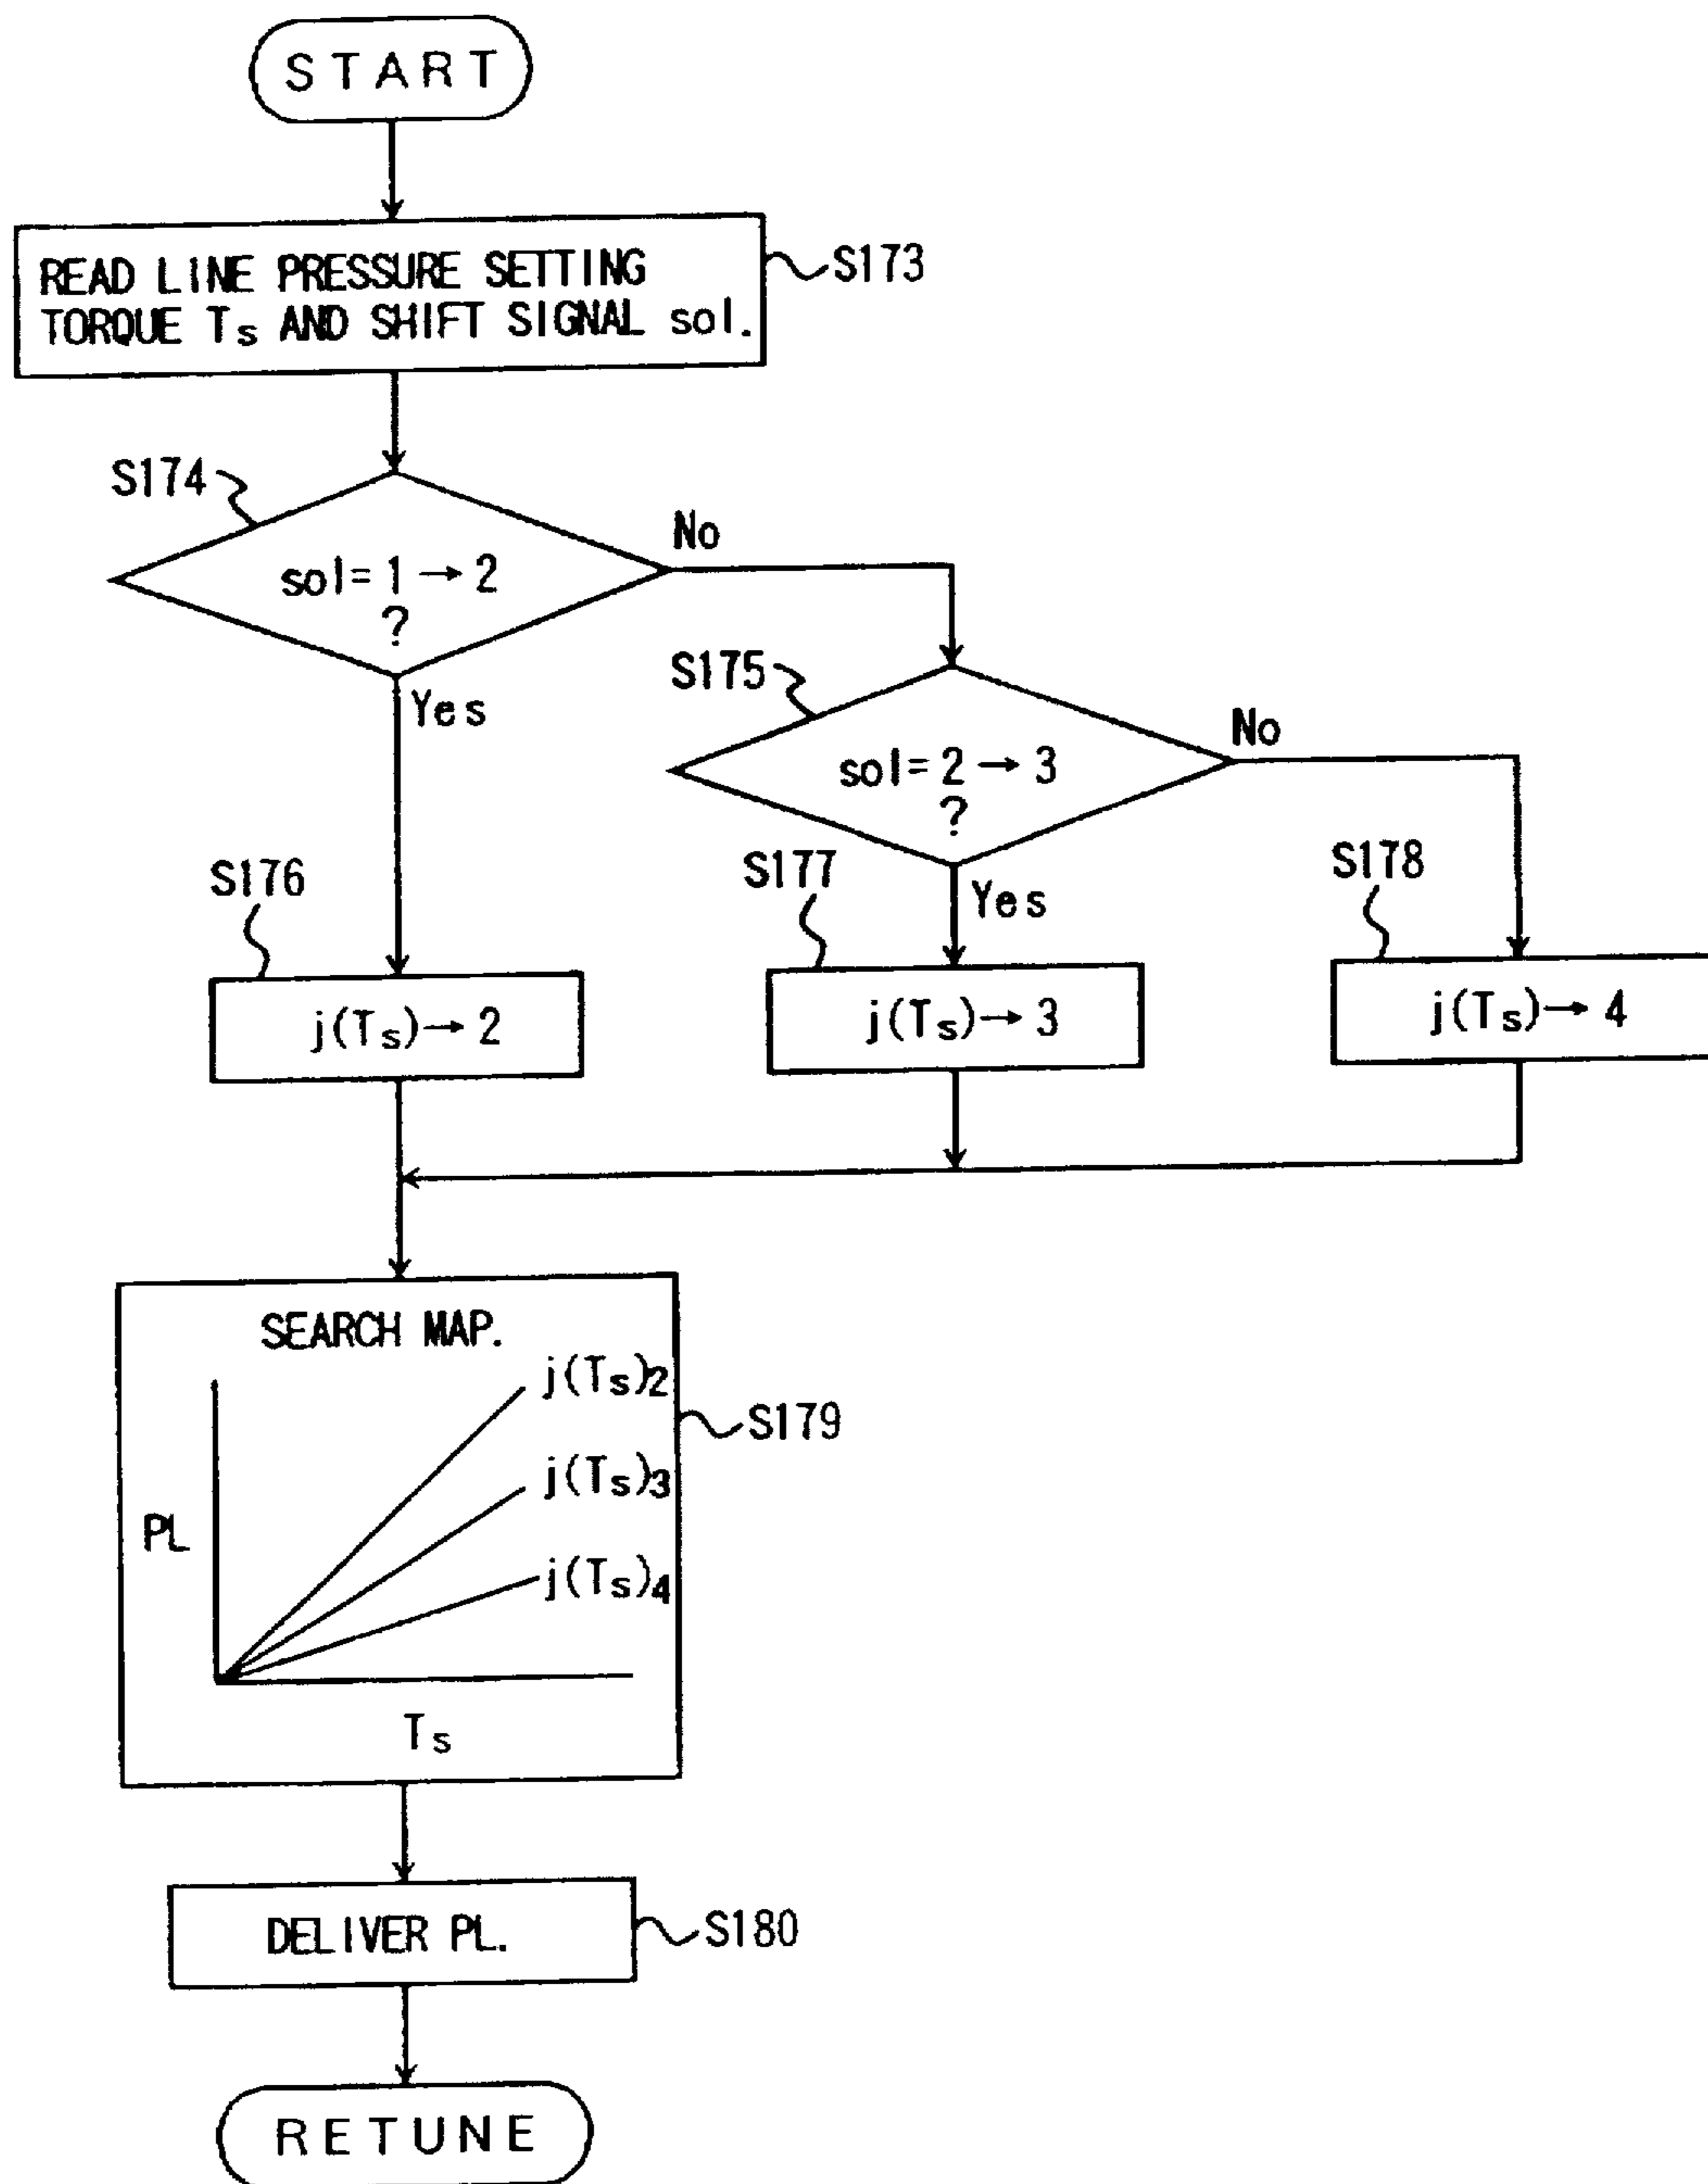 START
READ LINE PRESSURE SETTING
TORQUE Ts AND SHIFT SIGNAL sol.
S173
S174
sol=1→2
?
No
Yes
S175
sol=2→3
?
No
Yes
S176
j(Ts)→2
S177
j(Ts)→3
S178
j(Ts)→4
SEARCH MAP.
j(Ts)2
j(Ts)3
j(Ts)4
PL
Ts
S179
DELIVER PL.
S180
RETUNE